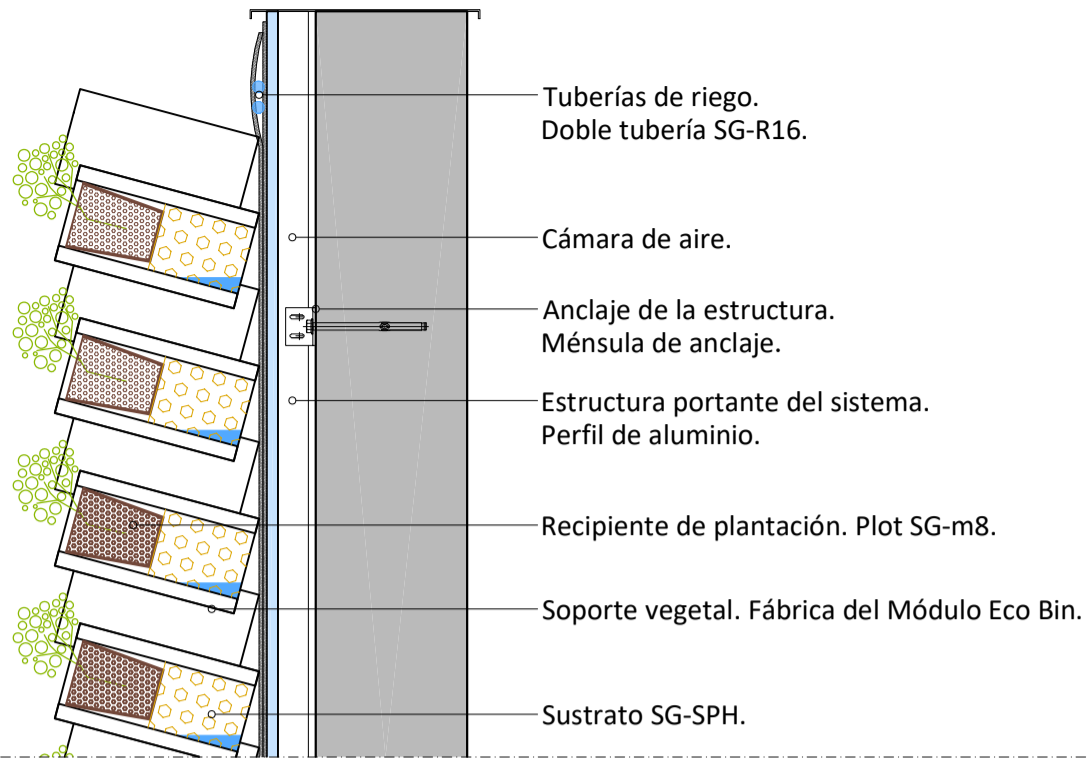 Tuberías de riego.
Doble tubería SG-R16.
Cámara de aire.
Anclaje de la estructura.
Ménsula de anclaje.
Estructura portante del sistema.
Perfil de aluminio.
Recipiente de plantación. Plot SG-m8.
Soporte vegetal. Fábrica del Módulo Eco Bin.
Sustrato SG-SPH.